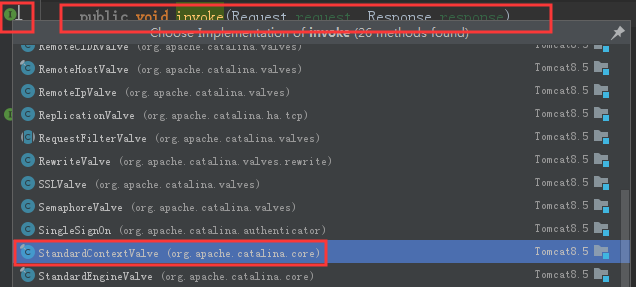 public void invoke(Request request, Response response)
Choose Implementation of invoke (26 methods found)
RemoteCIDRValve (org.apache.catalina.valves) Tomcat8.5
RemoteHostValve (org.apache.catalina.valves) Tomcat8.5
RemoteIpValve (org.apache.catalina.valves) Tomcat8.5
ReplicationValve (org.apache.catalina.ha.tcp) Tomcat8.5
RequestFilterValve (org.apache.catalina.valves) Tomcat8.5
RewriteValve (org.apache.catalina.valves.rewrite) Tomcat8.5
SSLValve (org.apache.catalina.valves) Tomcat8.5
SemaphoreValve (org.apache.catalina.valves) Tomcat8.5
SingleSignOn (org.apache.catalina.authenticator) Tomcat8.5
StandardContextValve (org.apache.catalina.core) Tomcat8.5
StandardEngineValve (org.apache.catalina.core) Tomcat8.5